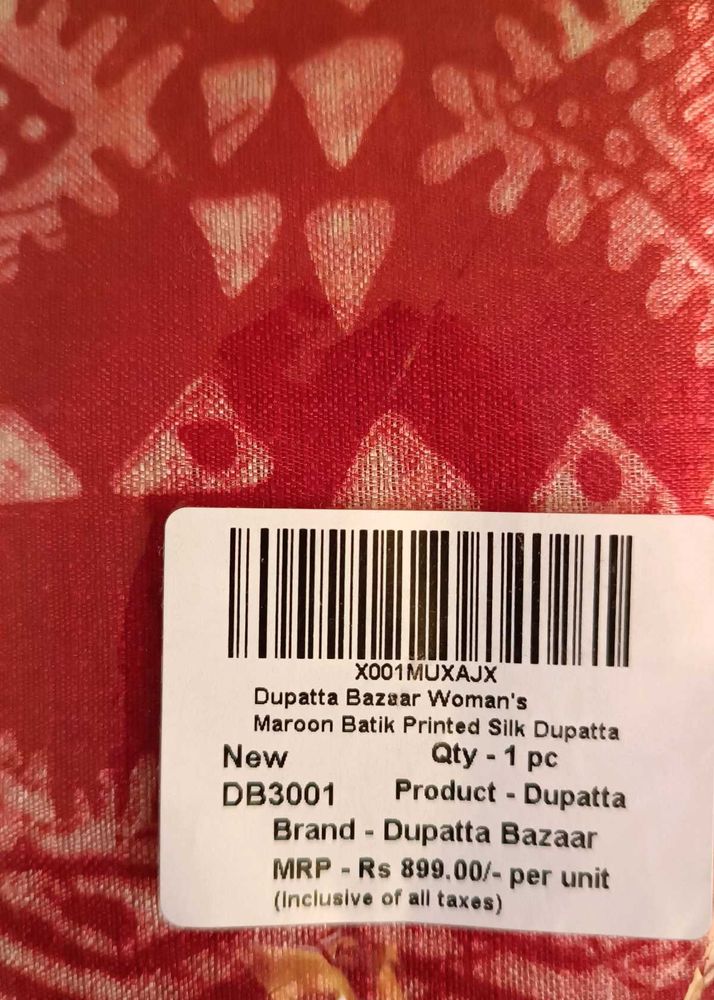 X001MUXAJX
Dupatta Bazaar Woman's
Maroon Batik Printed Silk Dupatta
New Qty - 1 pc
DB3001 Product - Dupatta
Brand - Dupatta Bazaar
MRP - Rs 899.00/- per unit
(Inclusive of all taxes)